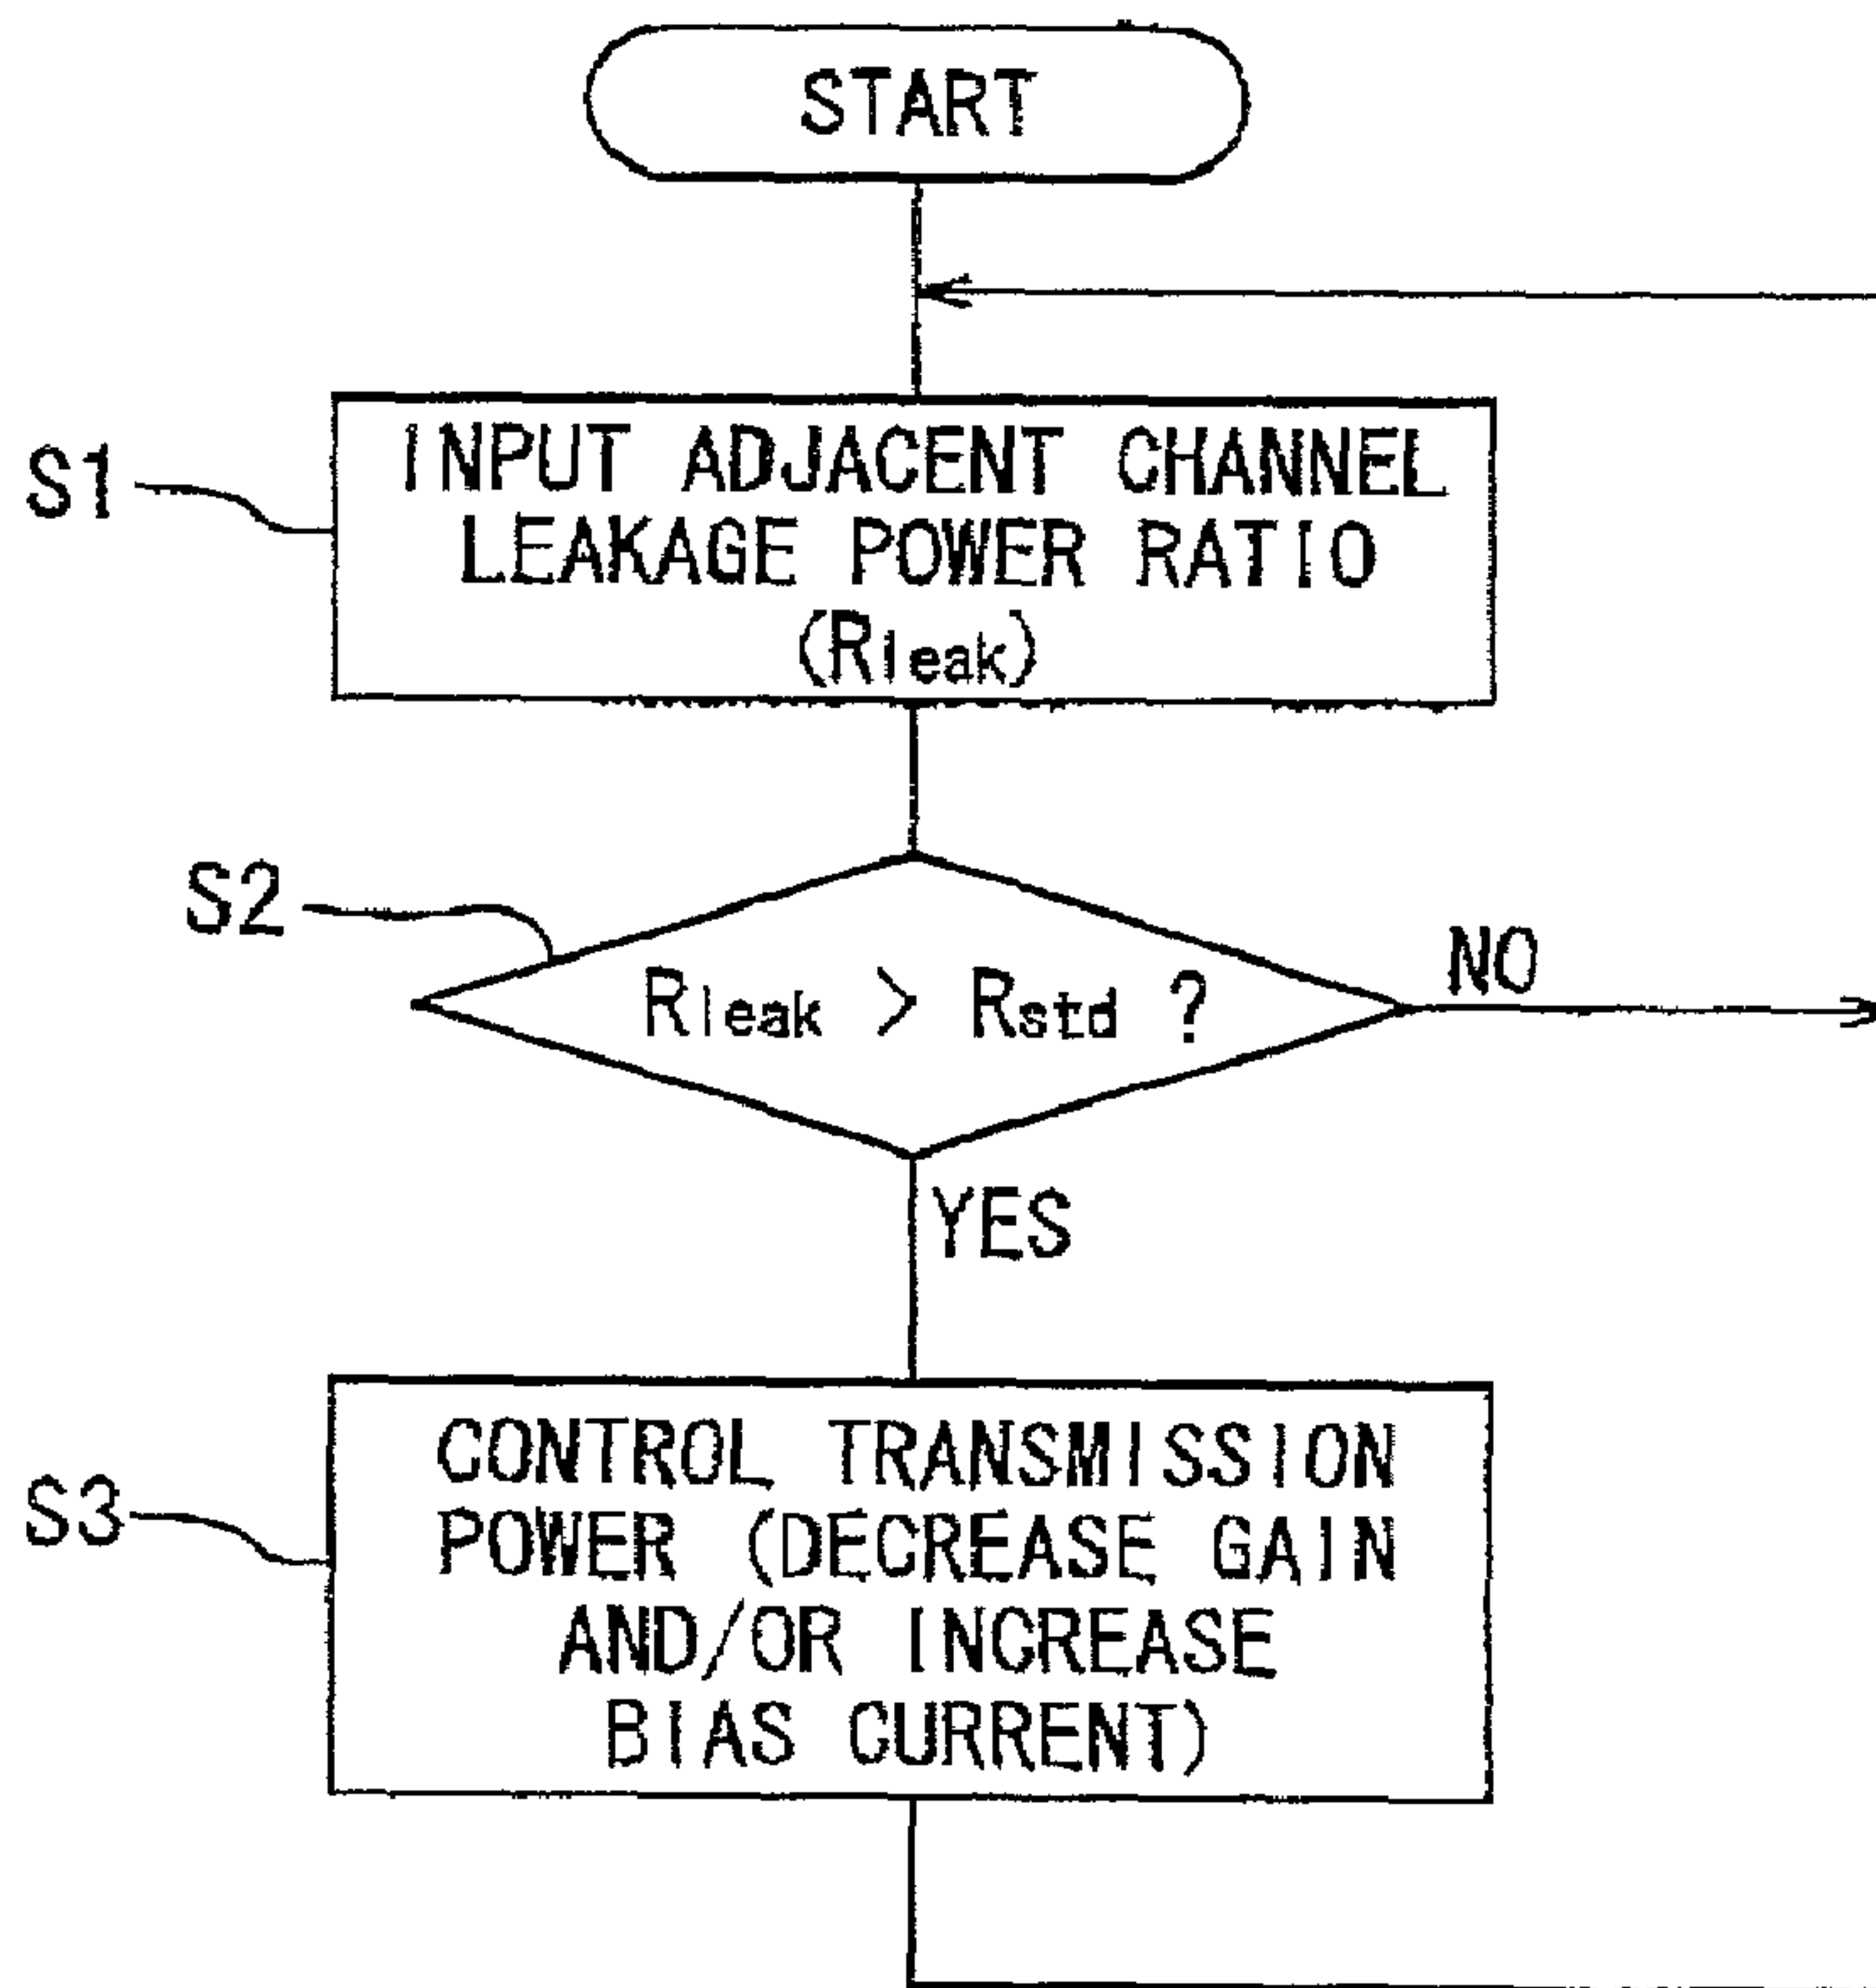 START
S1
INPUT ADJACENT CHANNEL
LEAKAGE POWER RATIO
(Rleak)
S2
Rleak > Rstd ?
NO
YES
S3
CONTROL TRANSMISSION
POWER (DECREASE GAIN
AND/OR INCREASE
BIAS CURRENT)